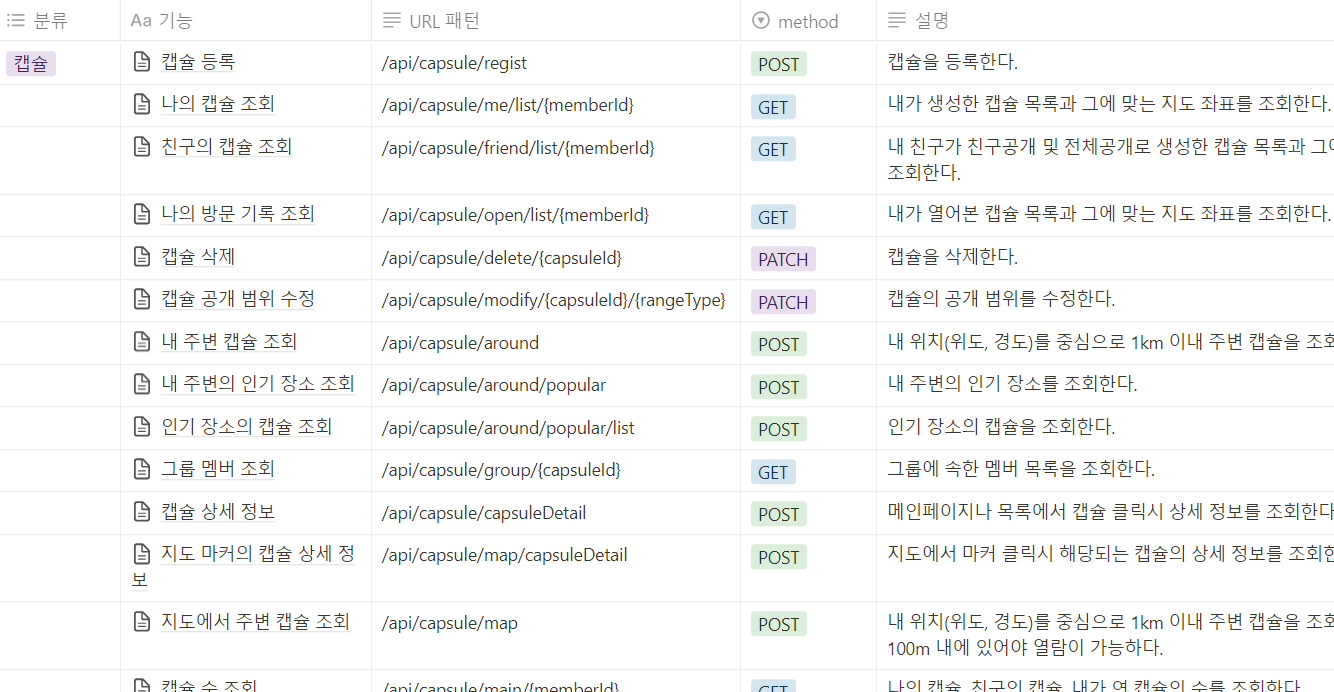 분류 Aa 기능 URL 패턴 method 설명
캡슐 캡슐 등록 /api/capsule/regist POST 캡슐을 등록한다.
나의 캡슐 조회 /api/capsule/me/list/{memberId} GET 내가 생성한 캡슐 목록과 그에 맞는 지도 좌표를 조회한다.
친구의 캡슐 조회 /api/capsule/friend/list/{memberId} GET 내 친구가 친구공개 및 전체공개로 생성한 캡슐 목록과 그에
조회한다.
나의 방문 기록 조회 /api/capsule/open/list/{memberId} GET 내가 열어본 캡슐 목록과 그에 맞는 지도 좌표를 조회한다.
캡슐 삭제 /api/capsule/delete/{capsuleId} PATCH 캡슐을 삭제한다.
캡슐 공개 범위 수정 /api/capsule/modify/{capsuleId}/{rangeType} PATCH 캡슐의 공개 범위를 수정한다.
내 주변 캡슐 조회 /api/capsule/around POST 내 위치(위도, 경도)를 중심으로 1km 이내 주변 캡슐을 조회
내 주변의 인기 장소 조회 /api/capsule/around/popular POST 내 주변의 인기 장소를 조회한다.
인기 장소의 캡슐 조회 /api/capsule/around/popular/list POST 인기 장소의 캡슐을 조회한다.
그룹 멤버 조회 /api/capsule/group/{capsuleId} GET 그룹에 속한 멤버 목록을 조회한다.
캡슐 상세 정보 /api/capsule/capsuleDetail POST 메인페이지나 목록에서 캡슐 클릭시 상세 정보를 조회한다
지도 마커의 캡슐 상세 정 /api/capsule/map/capsuleDetail POST 지도에서 마커 클릭시 해당되는 캡슐의 상세 정보를 조회한
보
지도에서 주변 캡슐 조회 /api/capsule/map POST 내 위치(위도, 경도)를 중심으로 1km 이내 주변 캡슐을 조회
100m 내에 있어야 열람이 가능하다.
캡슐 수 조회 /api/capsule/main/{memberId} GET 나의 캡슐, 친구의 캡슐, 내가 연 캡슐의 수를 조회한다